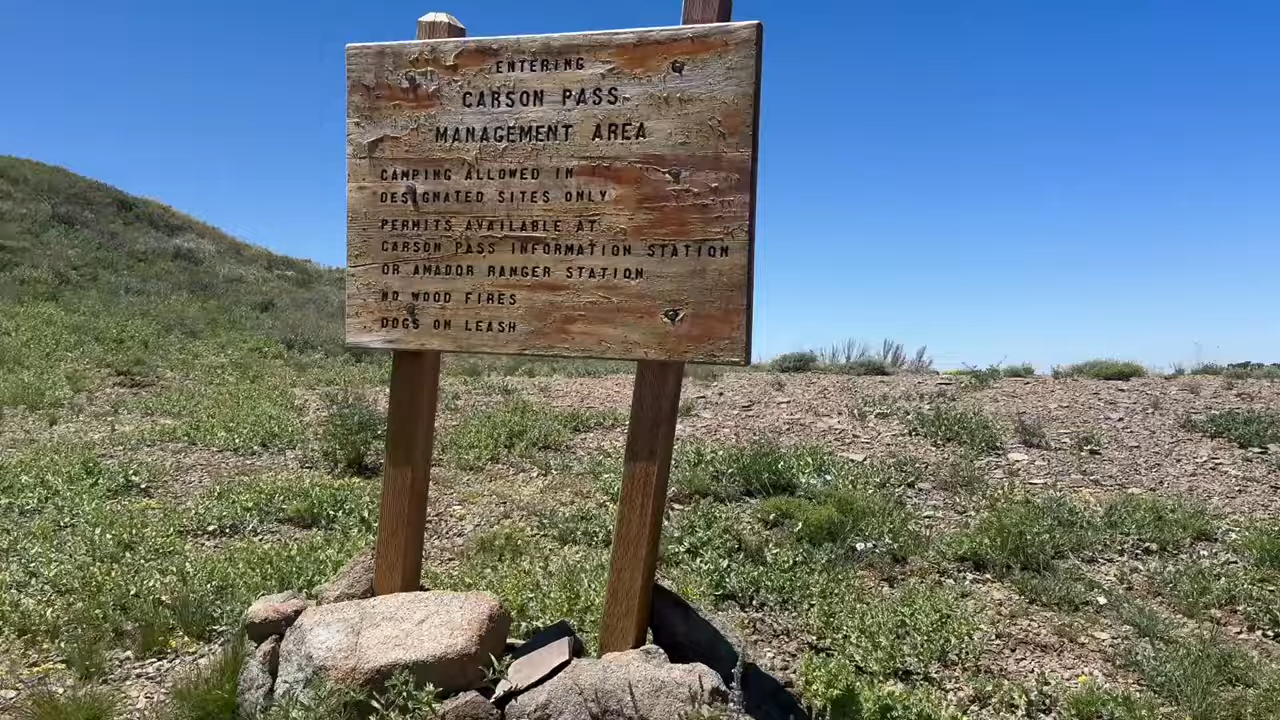 ENTERING
CARSON PASS
MANAGEMENT AREA
CAMPING ALLOWED IN
DESIGNATED SITES ONLY
PERMITS AVAILABLE AT
CARSON PASS INFORMATION STATION
OR AMADOR RANGER STATION
NO WOOD FIRES
DOGS ON LEASH